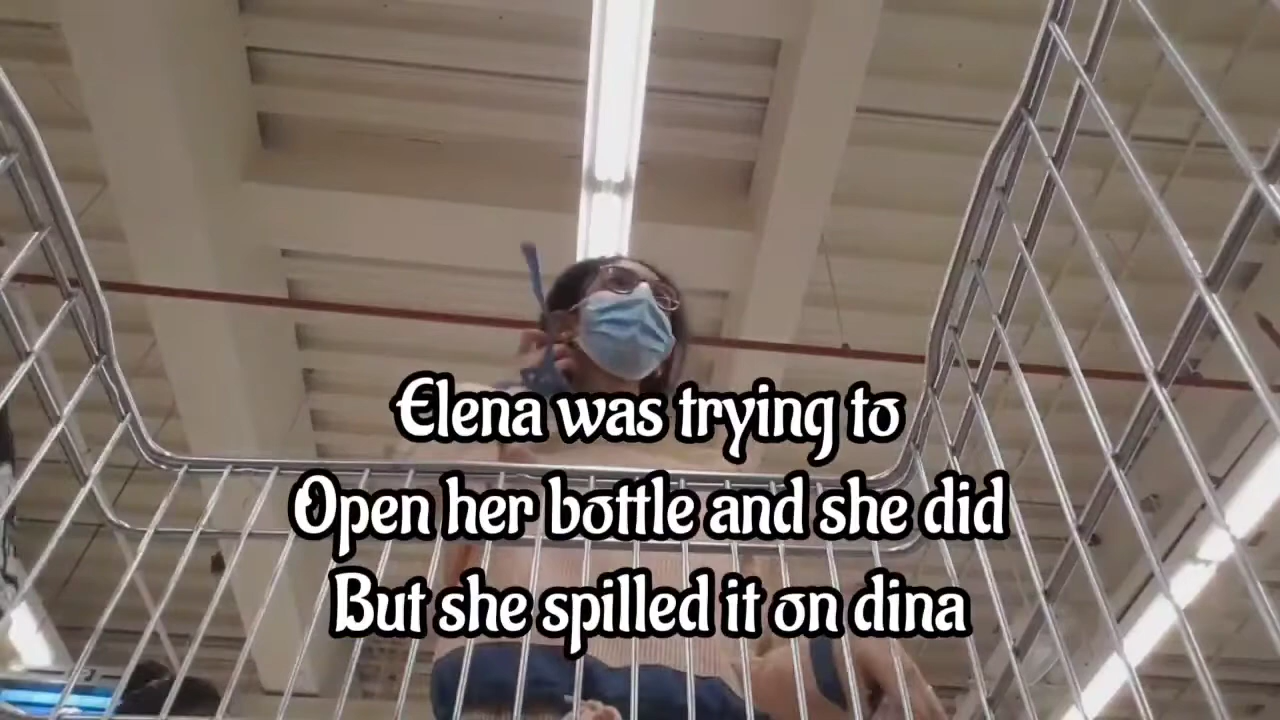 Elena was trying to
Open her bottle and she did
But she spilled it on dina